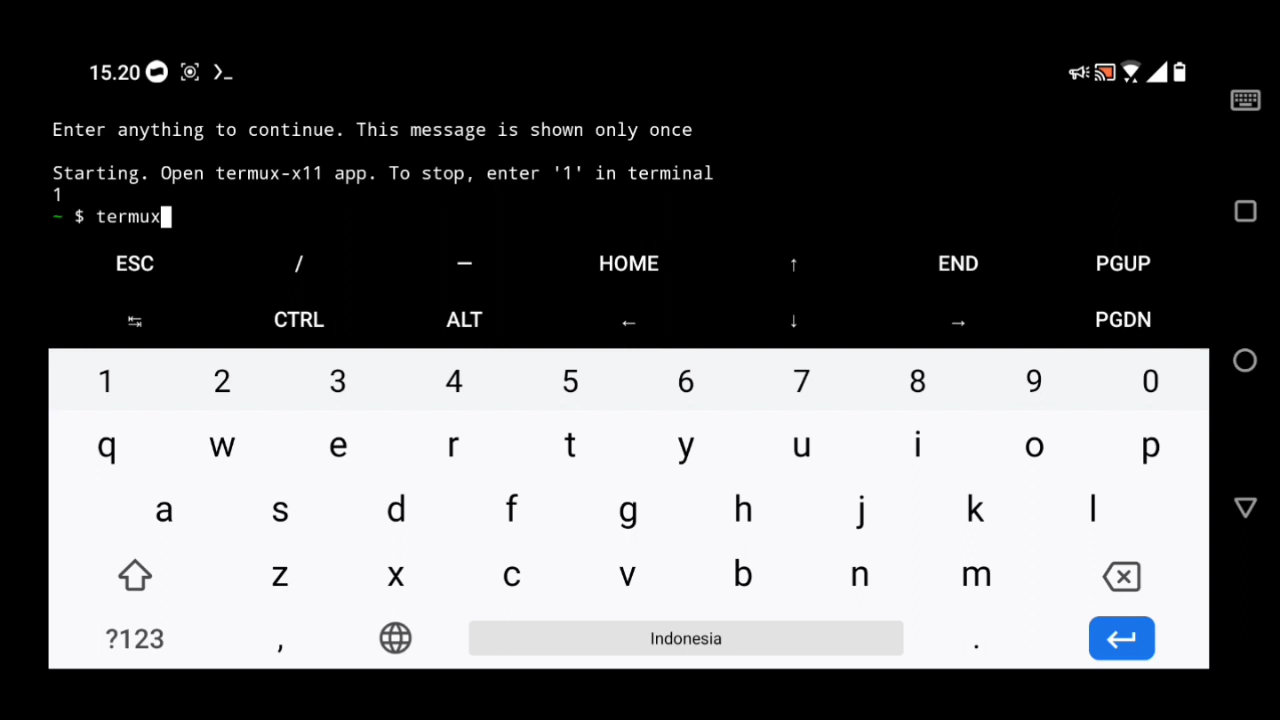 15.20
Enter anything to continue. This message is shown only once
Starting. Open termux-x11 app. To stop, enter '1' in terminal
1
~ $ termux
ESC / — HOME ↑ END PGUP
↹ CTRL ALT ← ↓ → PGDN
1 2 3 4 5 6 7 8 9 0
q w e r t y u i o p
a s d f g h j k l
z x c v b n m
?123 , Indonesia .